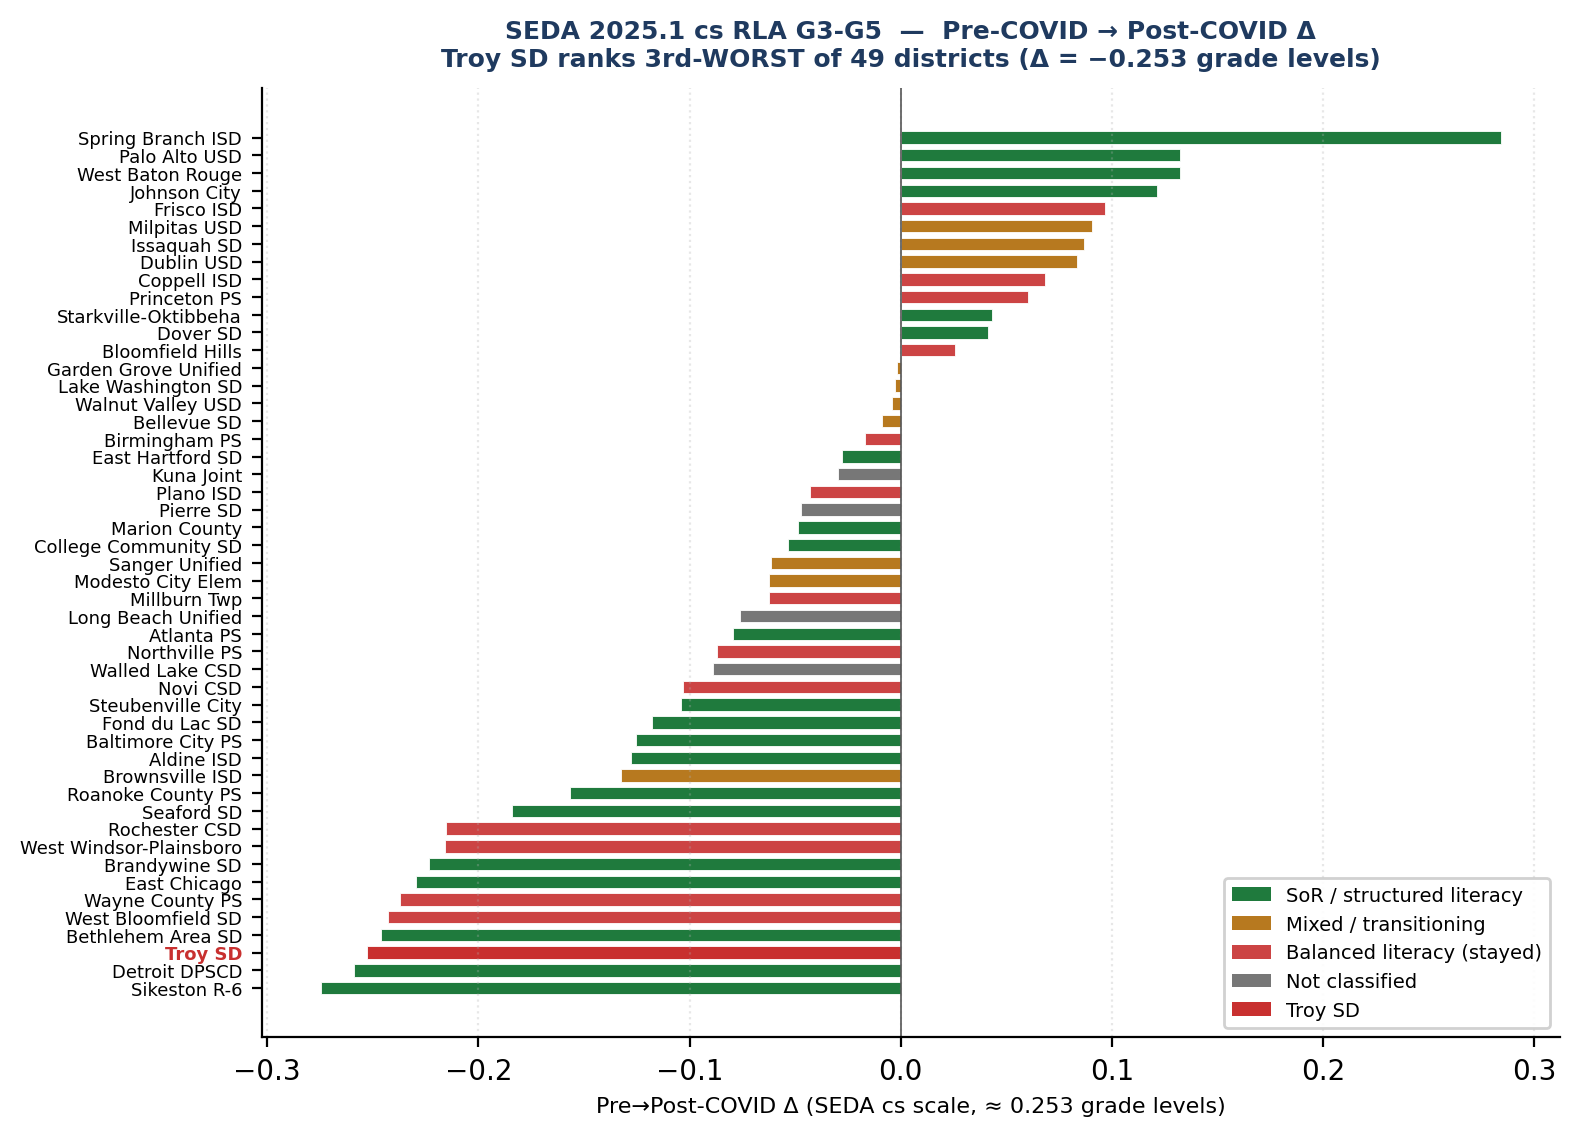 SEDA 2025.1 cs RLA G3-G5 — Pre-COVID → Post-COVID Δ
Troy SD ranks 3rd-WORST of 49 districts (Δ = −0.253 grade levels)
Spring Branch ISD
Palo Alto USD
West Baton Rouge
Johnson City
Frisco ISD
Milpitas USD
Issaquah SD
Dublin USD
Coppell ISD
Princeton PS
Starkville-Oktibbeha
Dover SD
Bloomfield Hills
Garden Grove Unified
Lake Washington SD
Walnut Valley USD
Bellevue SD
Birmingham PS
East Hartford SD
Kuna Joint
Plano ISD
Pierre SD
Marion County
College Community SD
Sanger Unified
Modesto City Elem
Millburn Twp
Long Beach Unified
Atlanta PS
Northville PS
Walled Lake CSD
Novi CSD
Steubenville City
Fond du Lac SD
Baltimore City PS
Aldine ISD
Brownsville ISD
Roanoke County PS
Seaford SD
Rochester CSD
West Windsor-Plainsboro
Brandywine SD
East Chicago
Wayne County PS
West Bloomfield SD
Bethlehem Area SD
Troy SD
Detroit DPSCD
Sikeston R-6
SoR / structured literacy
Mixed / transitioning
Balanced literacy (stayed)
Not classified
Troy SD
−0.3 −0.2 −0.1 0.0 0.1 0.2 0.3
Pre→Post-COVID Δ (SEDA cs scale, ≈ 0.253 grade levels)